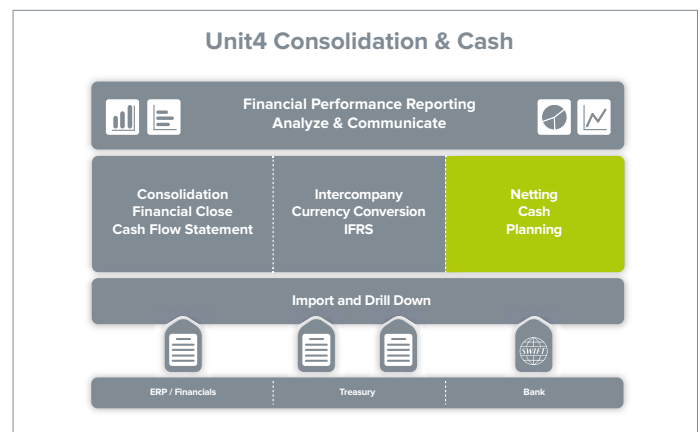 Unit4 Consolidation & Cash
Financial Performance Reporting
Analyze & Communicate
Consolidation
Financial Close
Cash Flow Statement
Intercompany
Currency Conversion
IFRS
Netting
Cash
Planning
Import and Drill Down
SWIFT
ERP / Financials
Treasury
Bank